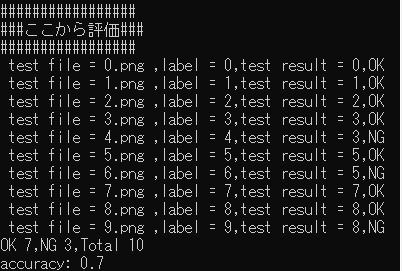 #################
###ここから評価###
#################
test file = 0.png ,label = 0,test result = 0,OK
test file = 1.png ,label = 1,test result = 1,OK
test file = 2.png ,label = 2,test result = 2,OK
test file = 3.png ,label = 3,test result = 3,OK
test file = 4.png ,label = 4,test result = 3,NG
test file = 5.png ,label = 5,test result = 5,OK
test file = 6.png ,label = 6,test result = 5,NG
test file = 7.png ,label = 7,test result = 7,OK
test file = 8.png ,label = 8,test result = 8,OK
test file = 9.png ,label = 9,test result = 8,NG
OK 7,NG 3,Total 10
accuracy: 0.7